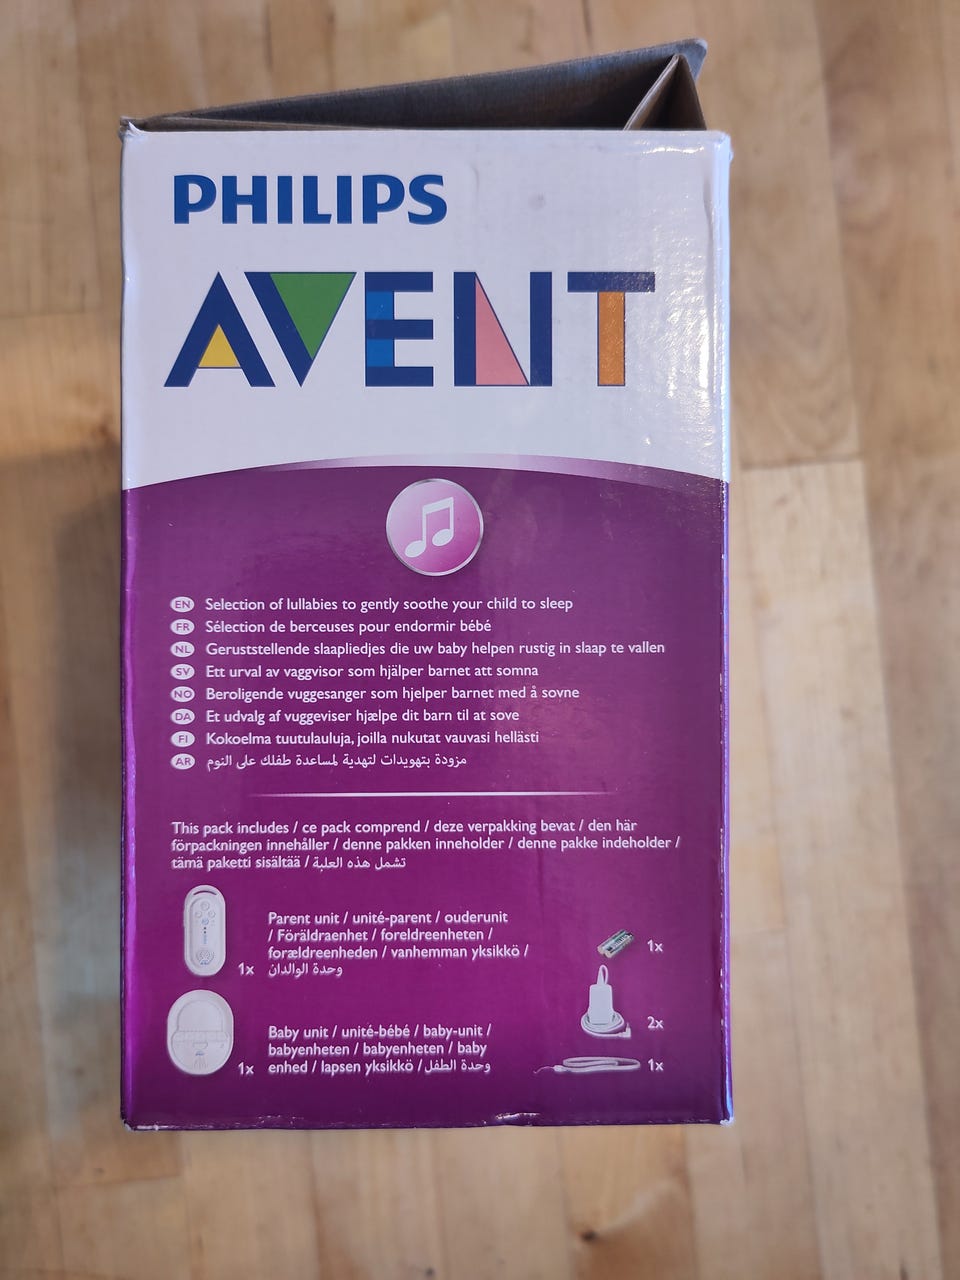 PHILIPS
AVENT
EN Selection of lullabies to gently soothe your child to sleep
FR Sélection de berceuses pour endormir bébé
NL Geruststellende slaapliedjes die uw baby helpen rustig in slaap te vallen
SV Ett urval av vaggvisor som hjälper barnet att somna
NO Beroligende vuggesanger som hjelper barnet med å sovne
DA Et udvalg af vuggeviser hjælpe dit barn til at sove
FI Kokoelma tuutulauluja, joilla nukutat vauvasi hellästi
AR مزودة بتهويدات لتهدية لمساعدة طفلك على النوم
This pack includes / ce pack comprend / deze verpakking bevat / den här
förpackningen innehåller / denne pakken inneholder / denne pakke indeholder /
tämä paketti sisältää / تشمل هذه العلبة
Parent unit / unité-parent / ouderunit
/ Föräldraenhet / foreldreenheten /
forældreenheden / vanhemman yksikkö /
1x وحدة الوالدان
1x
2x
1x
Baby unit / unité-bébé / baby-unit /
babyenheten / babyenheten / baby
1x enhed / lapsen yksikkö / وحدة الطفل